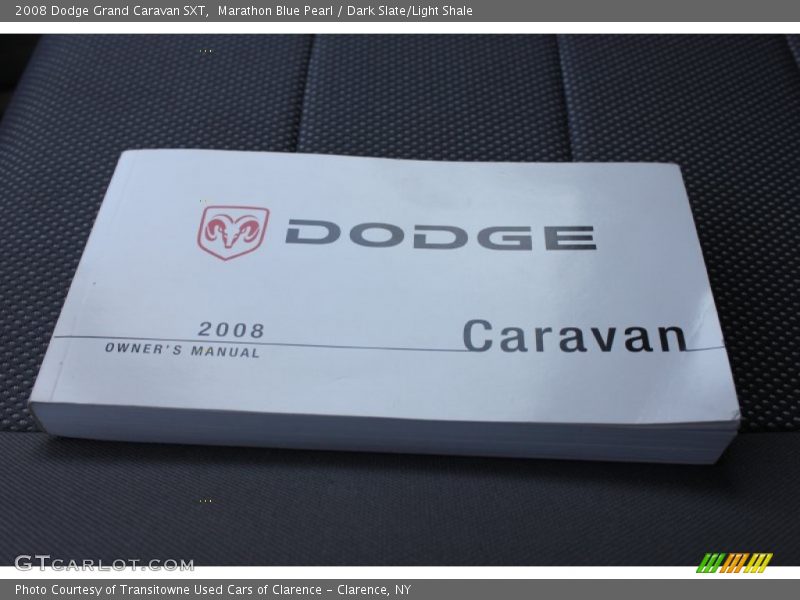 2008 Dodge Grand Caravan SXT,  Marathon Blue Pearl / Dark Slate/Light Shale
DODGE
2008
OWNER'S MANUAL
Caravan
GTCARLOT.COM
Photo Courtesy of Transitowne Used Cars of Clarence – Clarence, NY